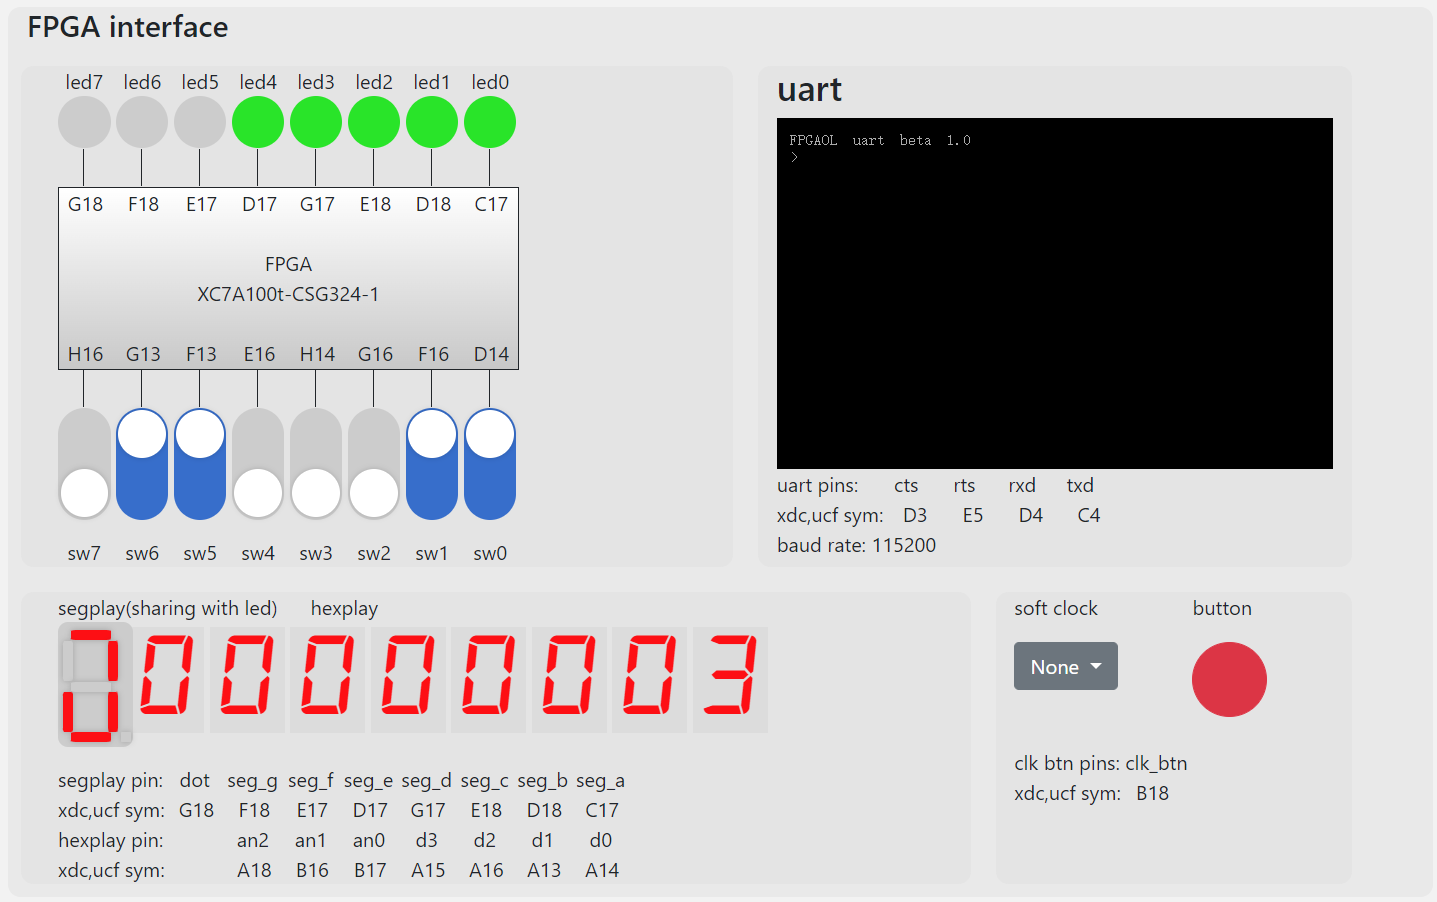 FPGA interface
led7 led6 led5 led4 led3 led2 led1 led0
G18 F18 E17 D17 G17 E18 D18 C17
FPGA
XC7A100t-CSG324-1
H16 G13 F13 E16 H14 G16 F16 D14
sw7 sw6 sw5 sw4 sw3 sw2 sw1 sw0
uart
FPGAOL uart beta 1.0
>
uart pins: cts rts rxd txd
xdc,ucf sym: D3 E5 D4 C4
baud rate: 115200
segplay(sharing with led) hexplay
00000003
segplay pin: dot seg_g seg_f seg_e seg_d seg_c seg_b seg_a
xdc,ucf sym: G18 F18 E17 D17 G17 E18 D18 C17
hexplay pin: an2 an1 an0 d3 d2 d1 d0
xdc,ucf sym: A18 B16 B17 A15 A16 A13 A14
soft clock button
None
clk btn pins: clk_btn
xdc,ucf sym: B18